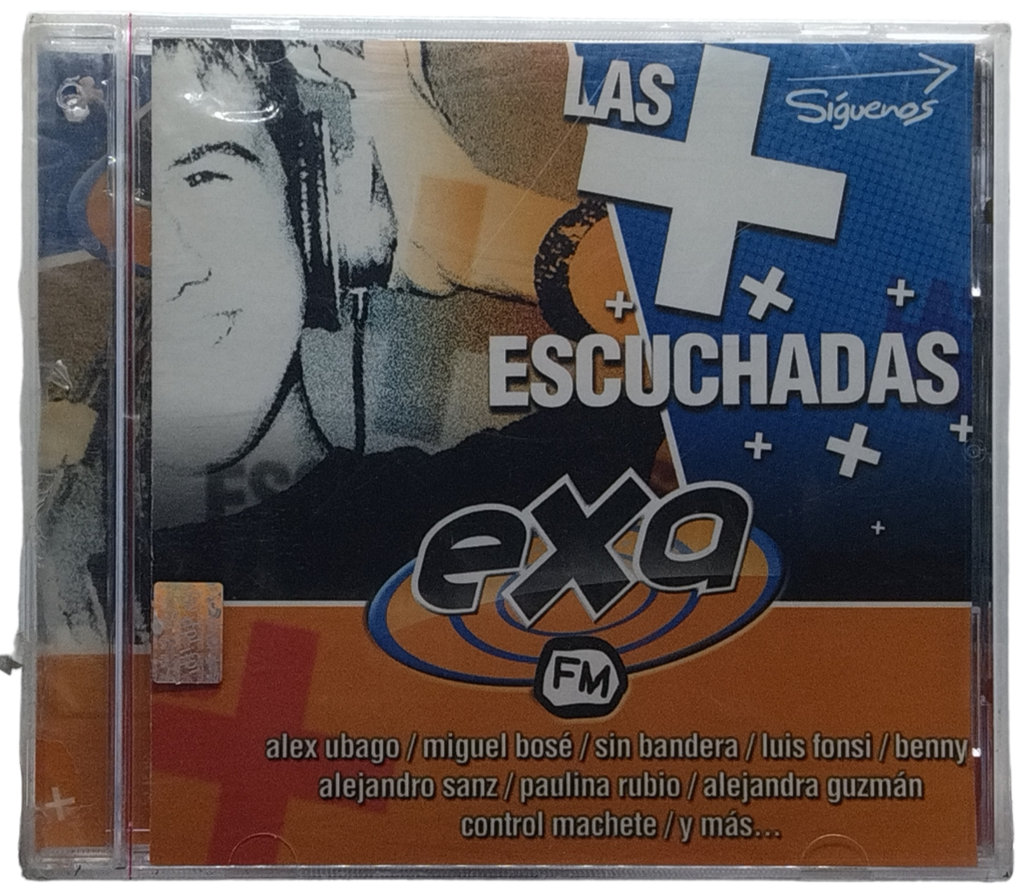 LAS
+
Síguenos
ESCUCHADAS
exa
FM
alex ubago / miguel bosé / sin bandera / luis fonsi / benny
alejandro sanz / paulina rubio / alejandra guzmán
control machete / y más...